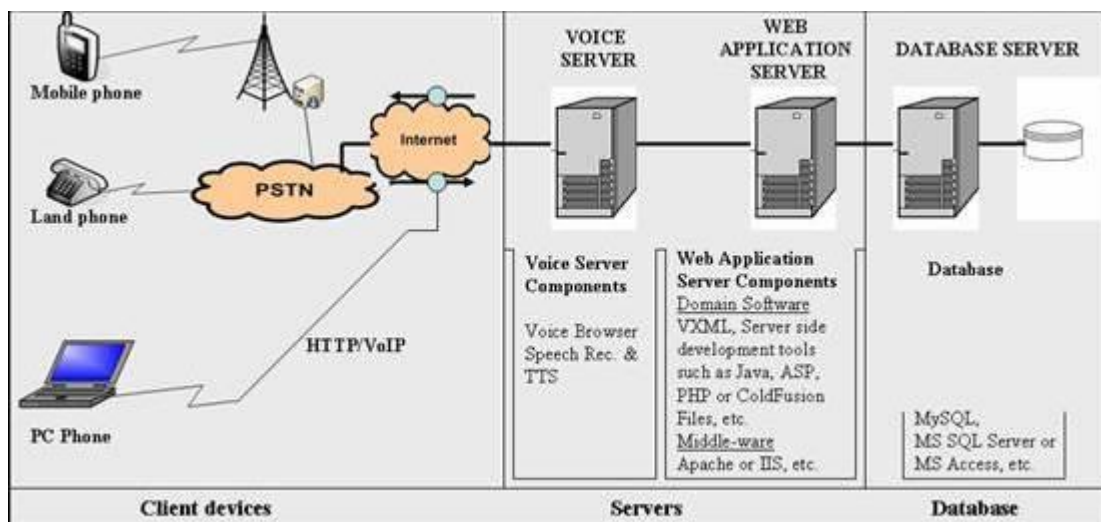 Mobile phone
Land phone
PC Phone
PSTN
Internet
HTTP/VoIP
VOICE
SERVER
WEB
APPLICATION
SERVER
DATABASE SERVER
Voice Server
Components
Voice Browser
Speech Rec. &
TTS
Web Application
Server Components
Domain Software
VXML, Server side
development tools
such as Java, ASP,
PHP or ColdFusion
Files, etc.
Middle-ware
Apache or IIS, etc.
Database
MySQL,
MS SQL Server or
MS Access, etc.
Client devices
Servers
Database